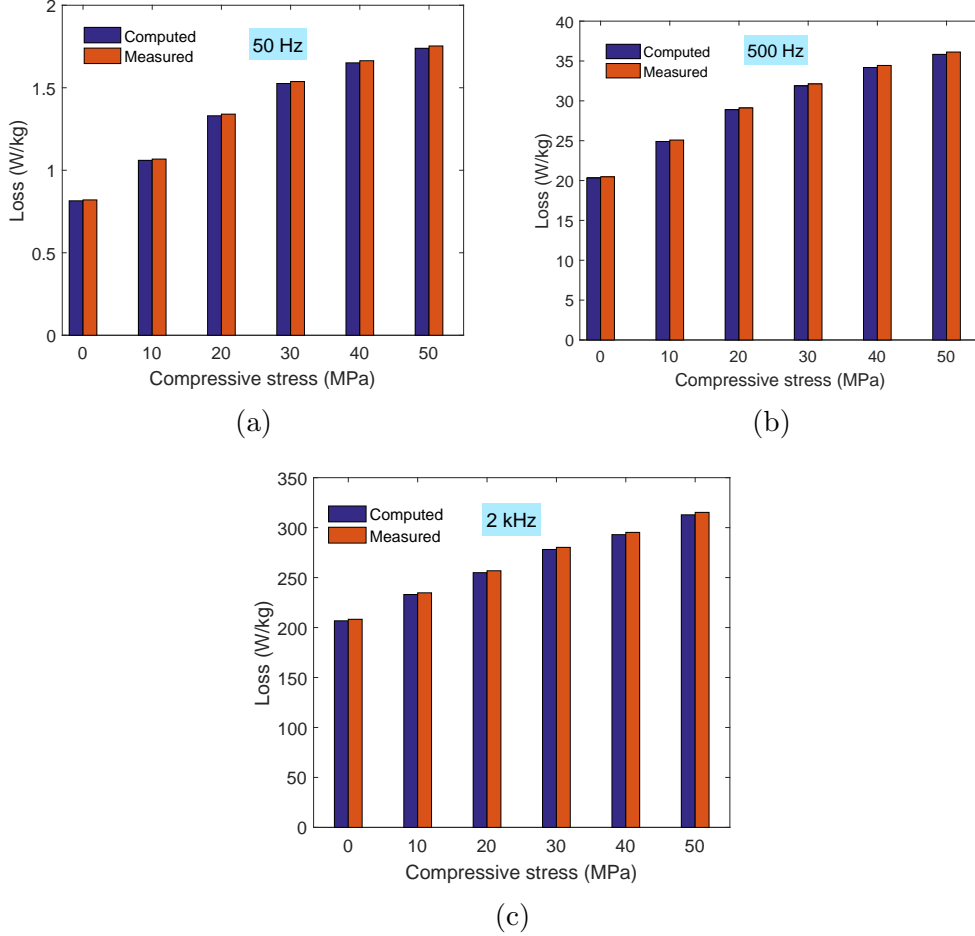 2
1.5
1
0.5
0
Loss (W/kg)
Computed
Measured
50 Hz
0 10 20 30 40 50
Compressive stress (MPa)
(a)
40
35
30
25
20
15
10
5
0
Loss (W/kg)
Computed
Measured
500 Hz
0 10 20 30 40 50
Compressive stress (MPa)
(b)
350
300
250
200
150
100
50
0
Loss (W/kg)
Computed
Measured
2 kHz
0 10 20 30 40 50
Compressive stress (MPa)
(c)